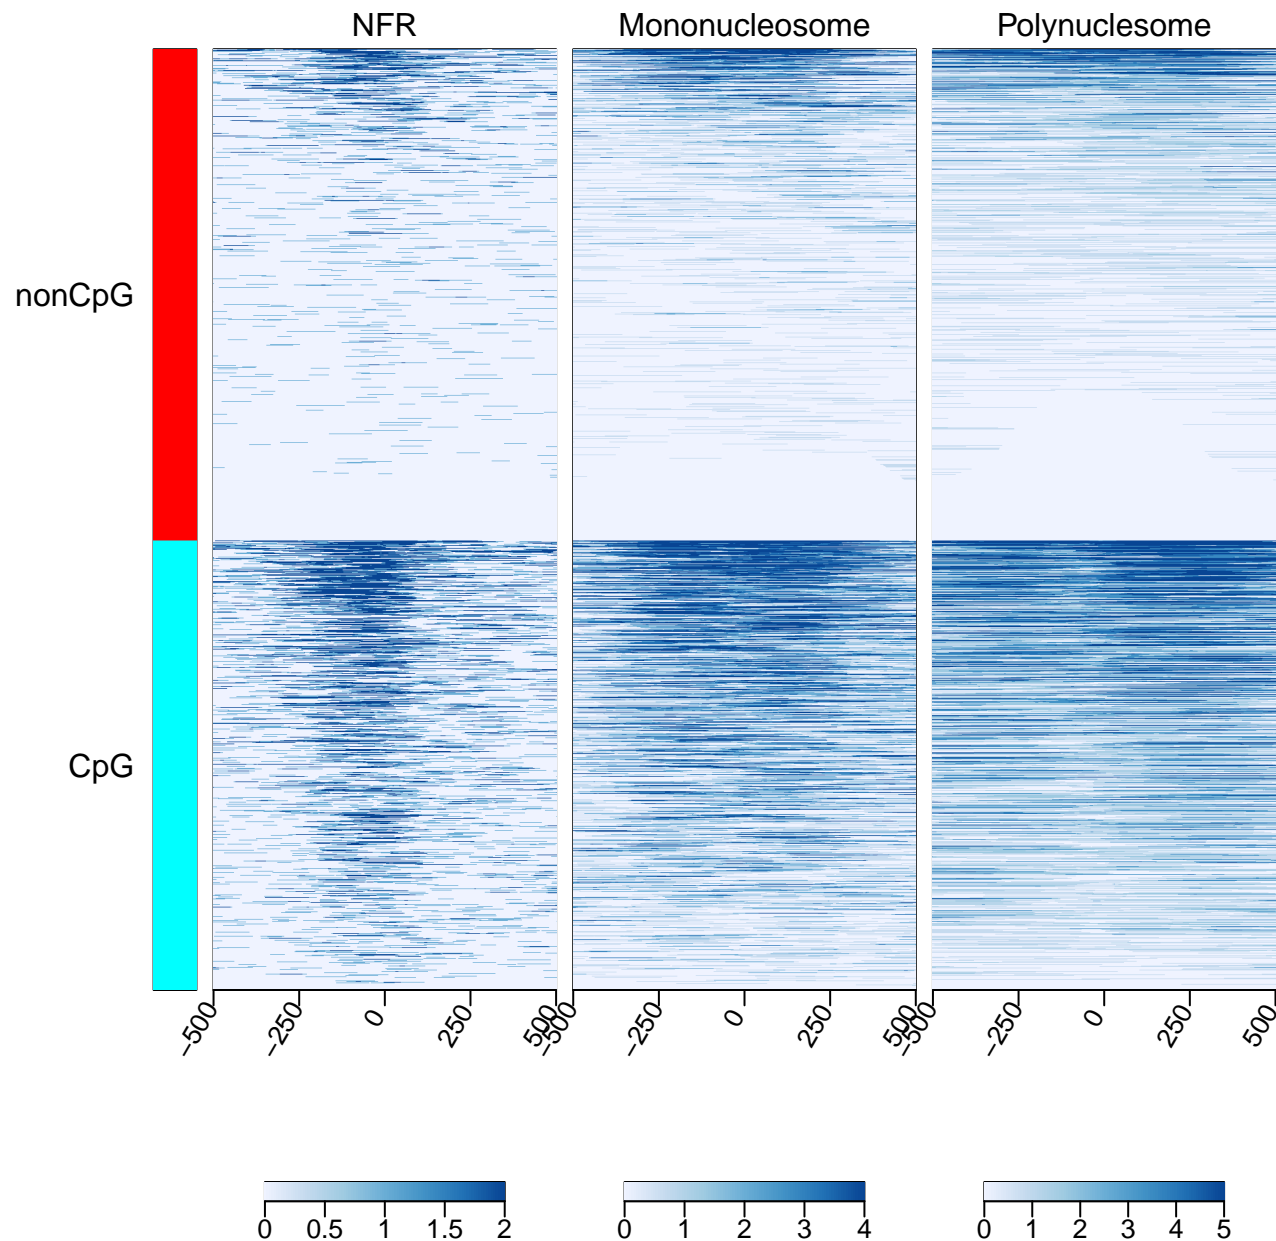 NFR Mononucleosome Polynuclesome
nonCpG
CpG
−500 −250 0 250 500 −500 −250 0 250 500 −500 −250 0 250 500
0 0.5 1 1.5 2 0 1 2 3 4 0 1 2 3 4 5